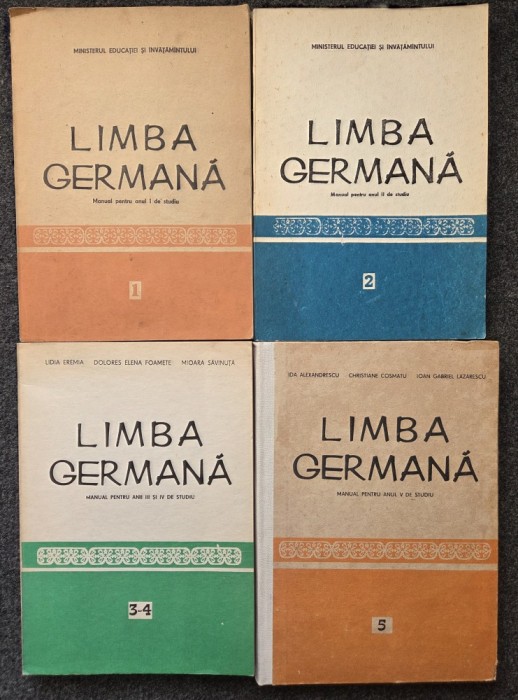 MINISTERUL EDUCAȚIEI ȘI ÎNVĂȚĂMÎNTULUI
LIMBA
GERMANĂ
Manual pentru anul I de studiu
1
MINISTERUL EDUCAȚIEI ȘI ÎNVĂȚĂMÎNTULUI
LIMBA
GERMANĂ
Manual pentru anul II de studiu
2
LIDIA EREMIA DOLORES ELENA FOAMETE MIOARA SĂVINUȚĂ
LIMBA
GERMANĂ
MANUAL PENTRU ANII III ȘI IV DE STUDIU
3-4
IDA ALEXANDRESCU CHRISTIANE COSMATU IOAN GABRIEL LĂZĂRESCU
LIMBA
GERMANĂ
MANUAL PENTRU ANUL V DE STUDIU
5